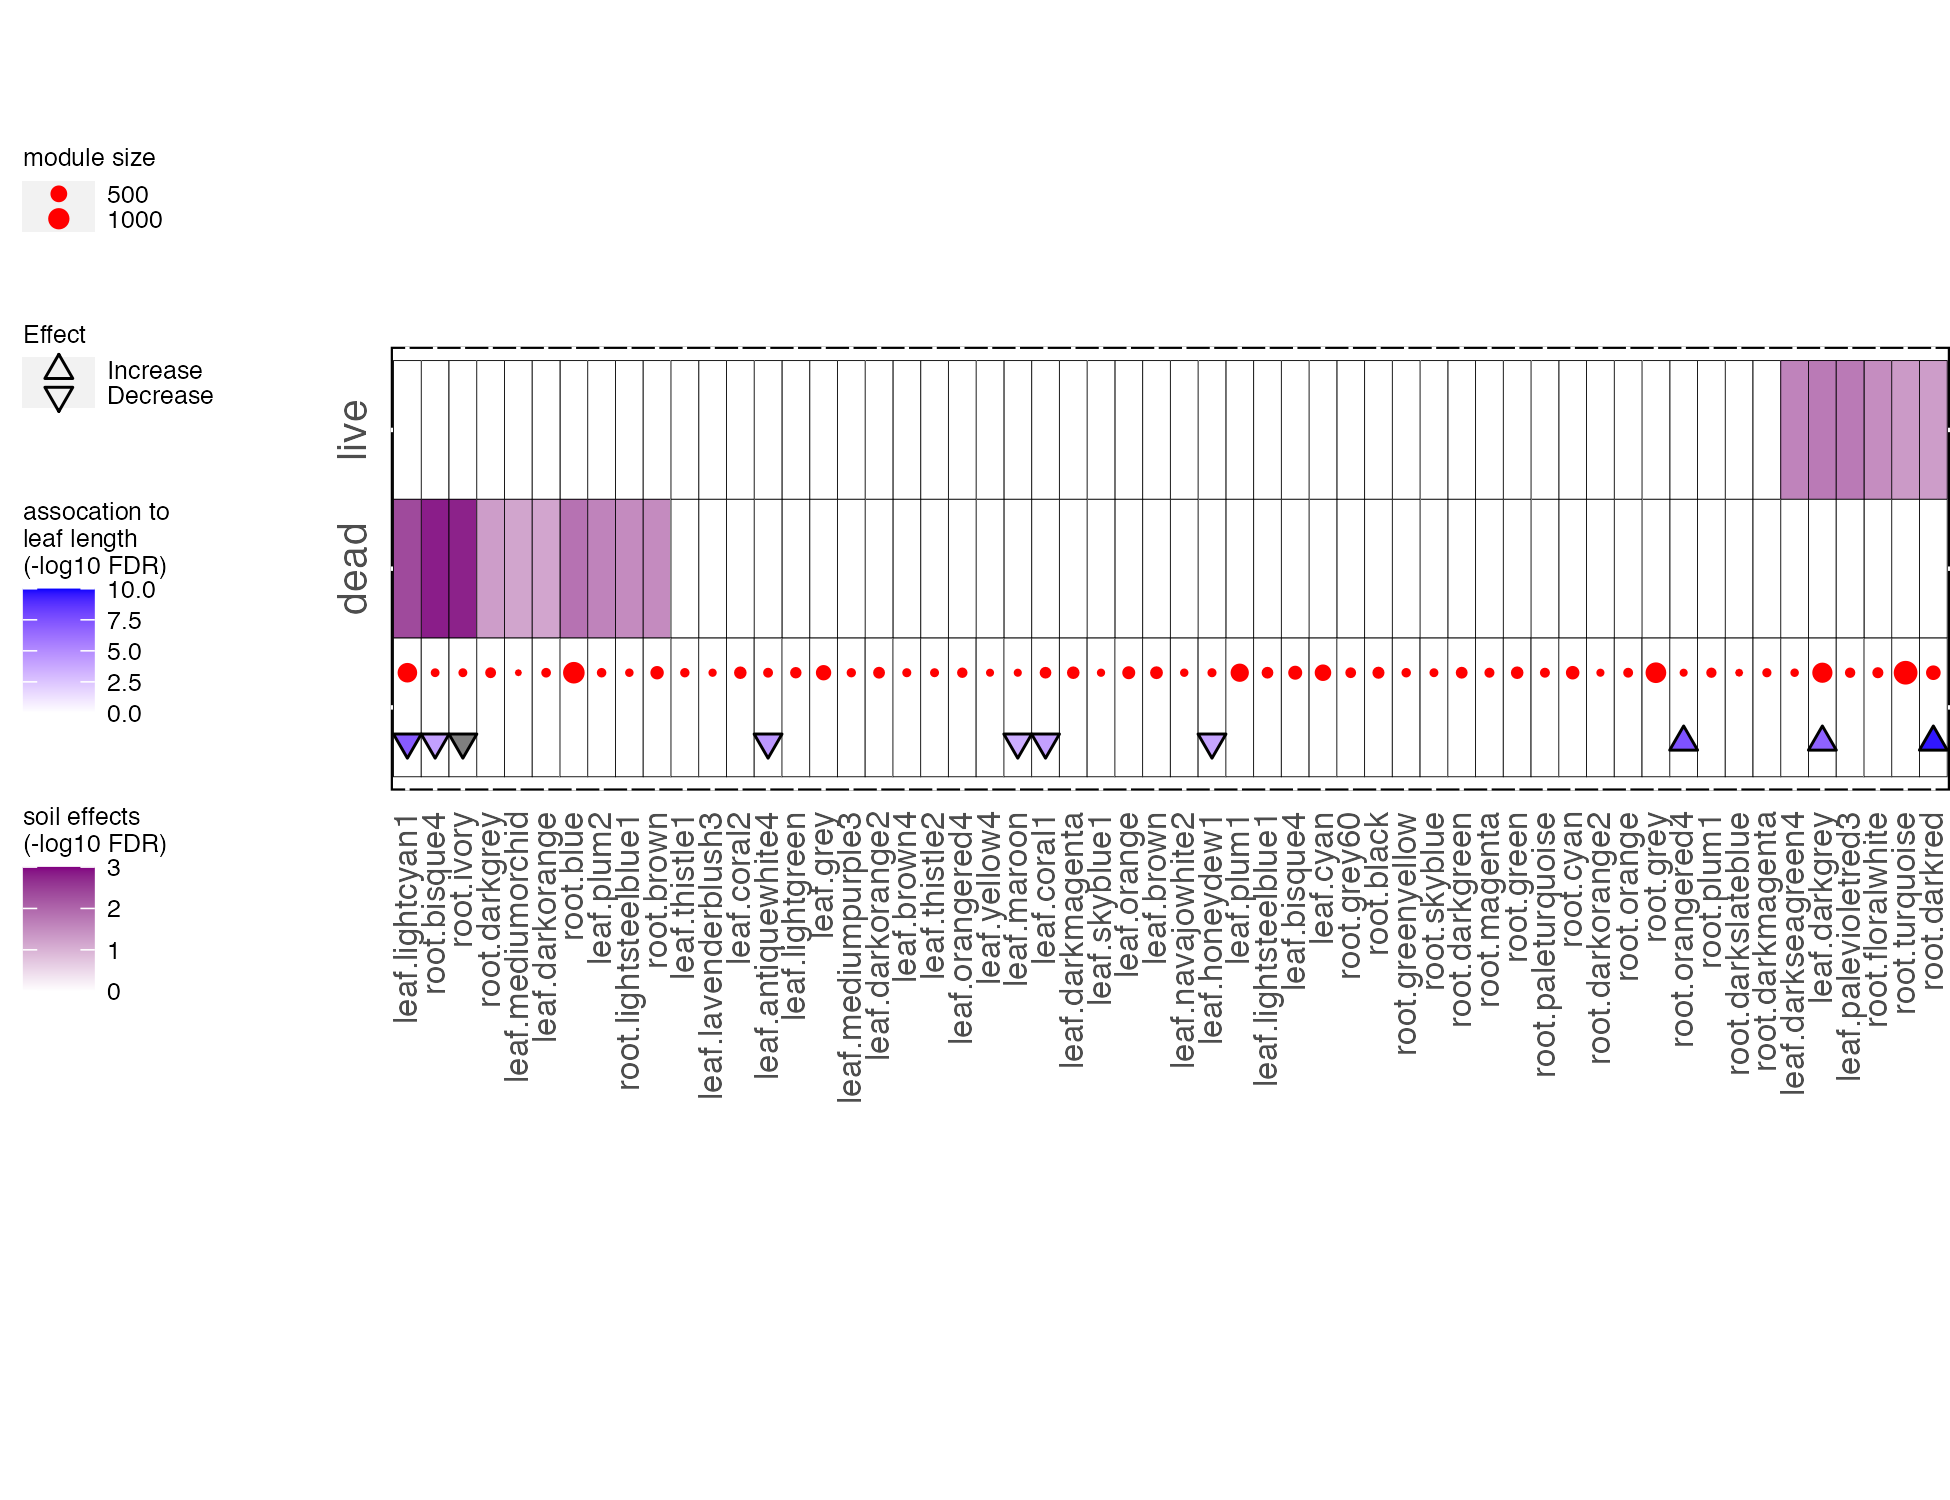 module size
500
1000
Effect
Increase
Decrease
assocation to
leaf length
(-log10 FDR)
10.0
7.5
5.0
2.5
0.0
soil effects
(-log10 FDR)
3
2
1
0
live
dead
leaf.lightcyan1
root.bisque4
root.ivory
root.darkgrey
leaf.mediumorchid
leaf.darkorange
root.blue
leaf.plum2
root.lightsteelblue1
root.brown
leaf.thistle1
leaf.lavenderblush3
leaf.coral2
leaf.antiquewhite4
leaf.lightgreen
leaf.grey
leaf.mediumpurple3
leaf.darkorange2
leaf.brown4
leaf.thistle2
leaf.orangered4
leaf.yellow4
leaf.maroon
leaf.coral1
leaf.darkmagenta
leaf.skyblue1
leaf.orange
leaf.brown
leaf.navajowhite2
leaf.honeydew1
leaf.plum1
leaf.lightsteelblue1
leaf.bisque4
leaf.cyan
root.grey60
root.black
root.greenyellow
root.skyblue
root.darkgreen
root.magenta
root.green
root.paleturquoise
root.cyan
root.darkorange2
root.orange
root.grey
root.orangered4
root.plum1
root.darkslateblue
root.darkmagenta
leaf.darkseagreen4
leaf.darkgrey
leaf.palevioletred3
root.floralwhite
root.turquoise
root.darkred